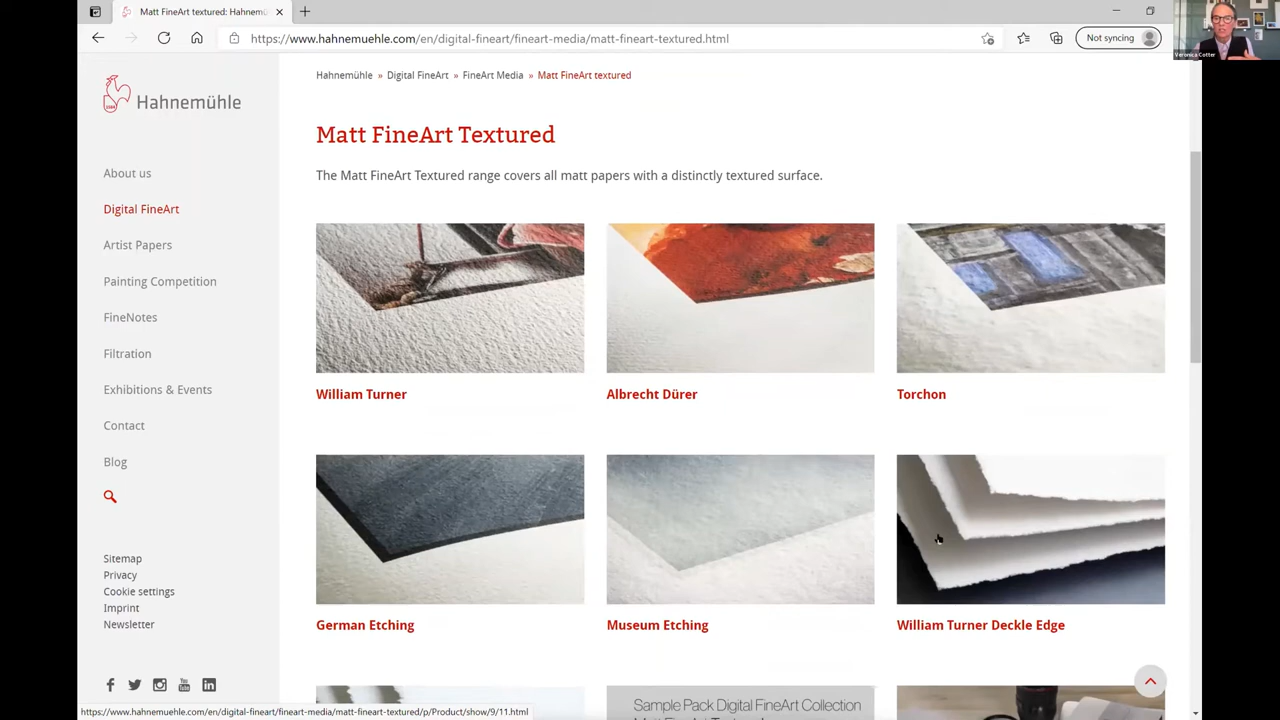 Matt FineArt textured: Hahnemü
https://www.hahnemuehle.com/en/digital-fineart/fineart-media/matt-fineart-textured.html
Not syncing
Veronica Cotter
Hahnemühle
Hahnemühle » Digital FineArt » FineArt Media » Matt FineArt textured
About us
Digital FineArt
Artist Papers
Painting Competition
FineNotes
Filtration
Exhibitions & Events
Contact
Blog
Sitemap
Privacy
Cookie settings
Imprint
Newsletter
Matt FineArt Textured
The Matt FineArt Textured range covers all matt papers with a distinctly textured surface.
William Turner
Albrecht Dürer
Torchon
German Etching
Museum Etching
William Turner Deckle Edge
Sample Pack Digital FineArt Collection
Matt FineArt Textured
https://www.hahnemuehle.com/en/digital-fineart/fineart-media/matt-fineart-textured/p/Product/show/9/11.html